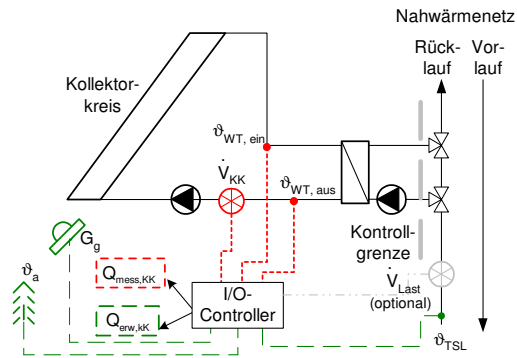 Nahwärmenetz
Rück-
lauf
Vor-
lauf
Kollektor-
kreis
ϑWT, ein
V̇KK
ϑWT, aus
Gg
Kontroll-
grenze
ϑa
Qmess,KK
I/O-
Controller
V̇Last
(optional)
Qerw,kK
ϑTSL